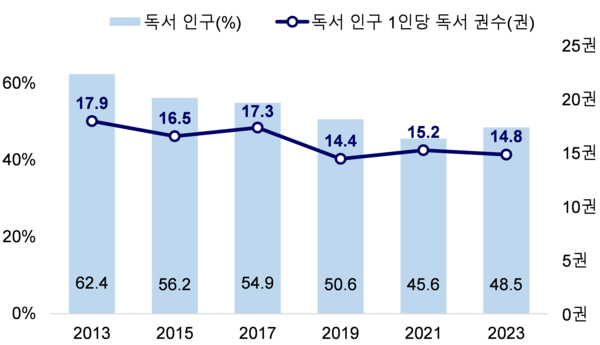 독서 인구(%) 독서 인구 1인당 독서 권수(권)
25권
60% 20권
17.9 16.5 17.3 14.4 15.2 14.8
40% 15권
10권
20%
5권
62.4 56.2 54.9 50.6 45.6 48.5
0% 0권
2013 2015 2017 2019 2021 2023